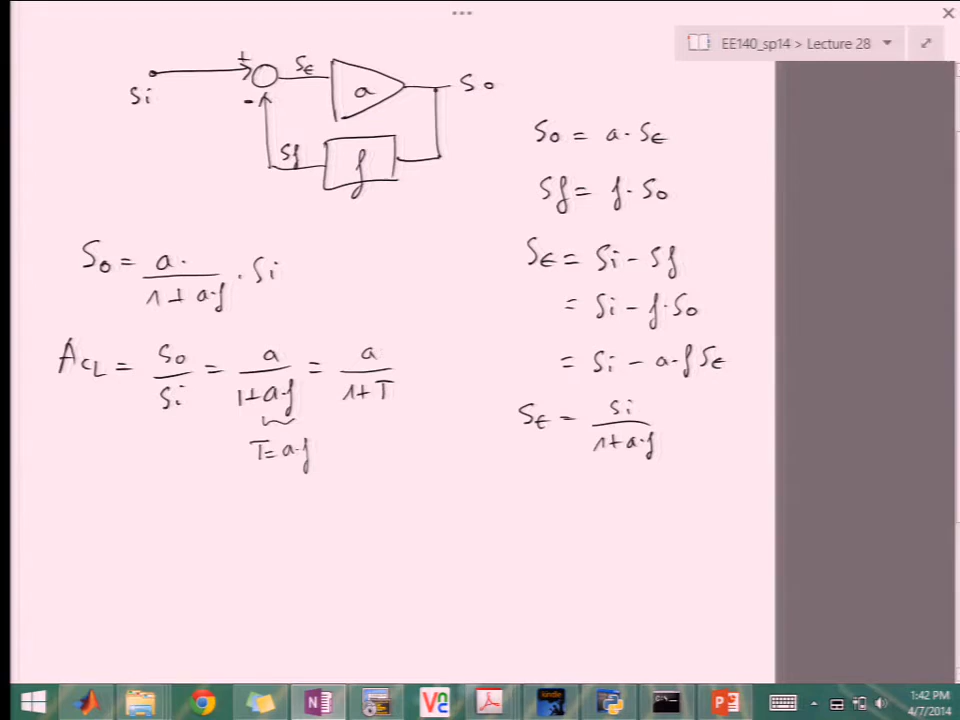 EE140_sp14 > Lecture 28
+
Sϵ
a
So
Si
-
Sf
f
So = a · Sϵ
Sf = f · So
Sϵ = Si - Sf
= Si - f · So
= Si - a·f Sϵ
Sϵ = Si / 1+a·f
So = a· / 1+a·f · Si
ACL = So / Si = a / 1+a·f = a / 1+T
T=a·f
1:42 PM
4/7/2014